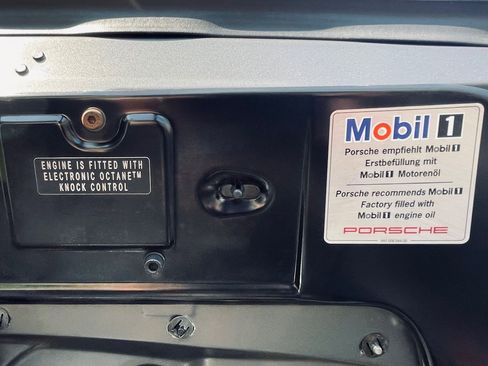 ENGINE IS FITTED WITH
ELECTRONIC OCTANE™
KNOCK CONTROL
Mobil 1
Porsche empfiehlt Mobil 1
Erstbefüllung mit
Mobil 1 Motorenöl
Porsche recommends Mobil 1
Factory filled with
Mobil 1 engine oil
PORSCHE